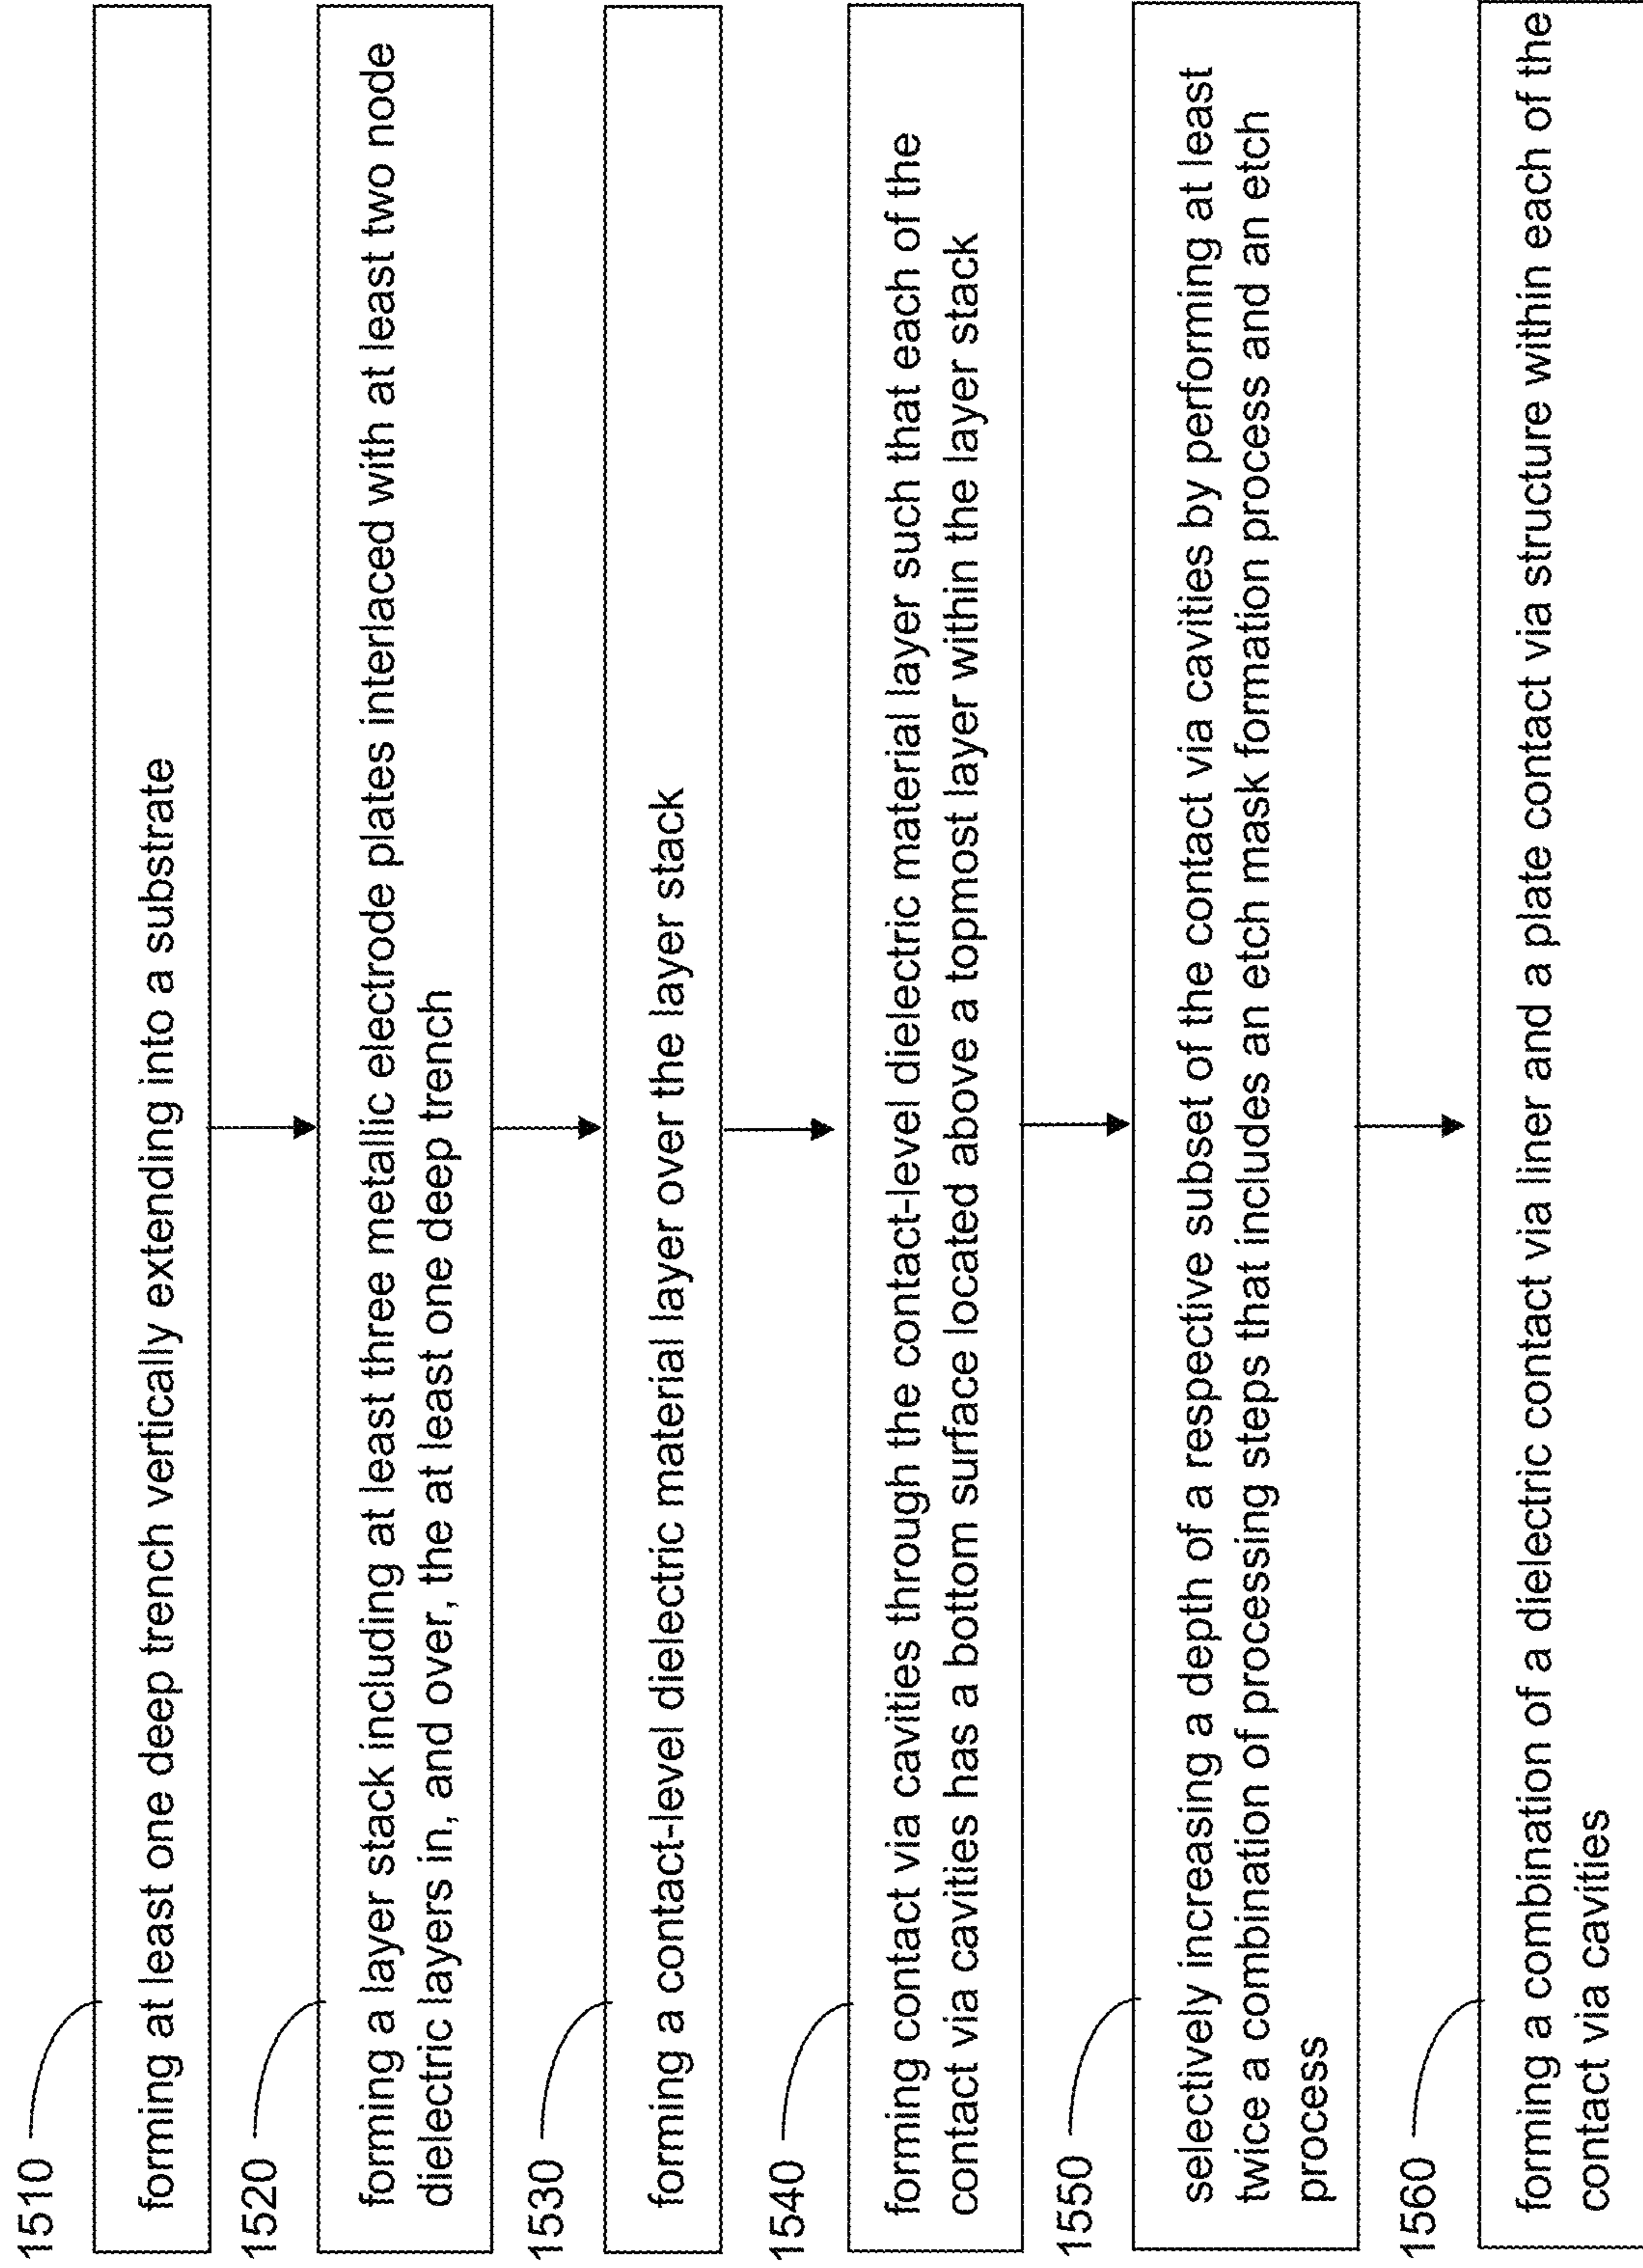 1510
forming at least one deep trench vertically extending into a substrate
1520
forming a layer stack including at least three metallic electrode plates interlaced with at least two node
dielectric layers in, and over, the at least one deep trench
1530
forming a contact-level dielectric material layer over the layer stack
1540
forming contact via cavities through the contact-level dielectric material layer such that each of the
contact via cavities has a bottom surface located above a topmost layer within the layer stack
1550
selectively increasing a depth of a respective subset of the contact via cavities by performing at least
twice a combination of processing steps that includes an etch mask formation process and an etch
process
1560
forming a combination of a dielectric contact via liner and a plate contact via structure within each of the
contact via cavities